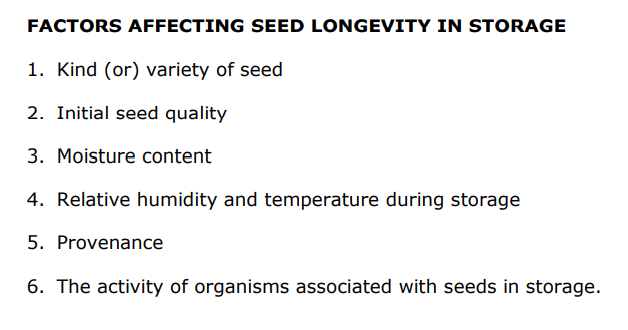 FACTORS AFFECTING SEED LONGEVITY IN STORAGE
1. Kind (or) variety of seed
2. Initial seed quality
3. Moisture content
4. Relative humidity and temperature during storage
5. Provenance
6. The activity of organisms associated with seeds in storage.